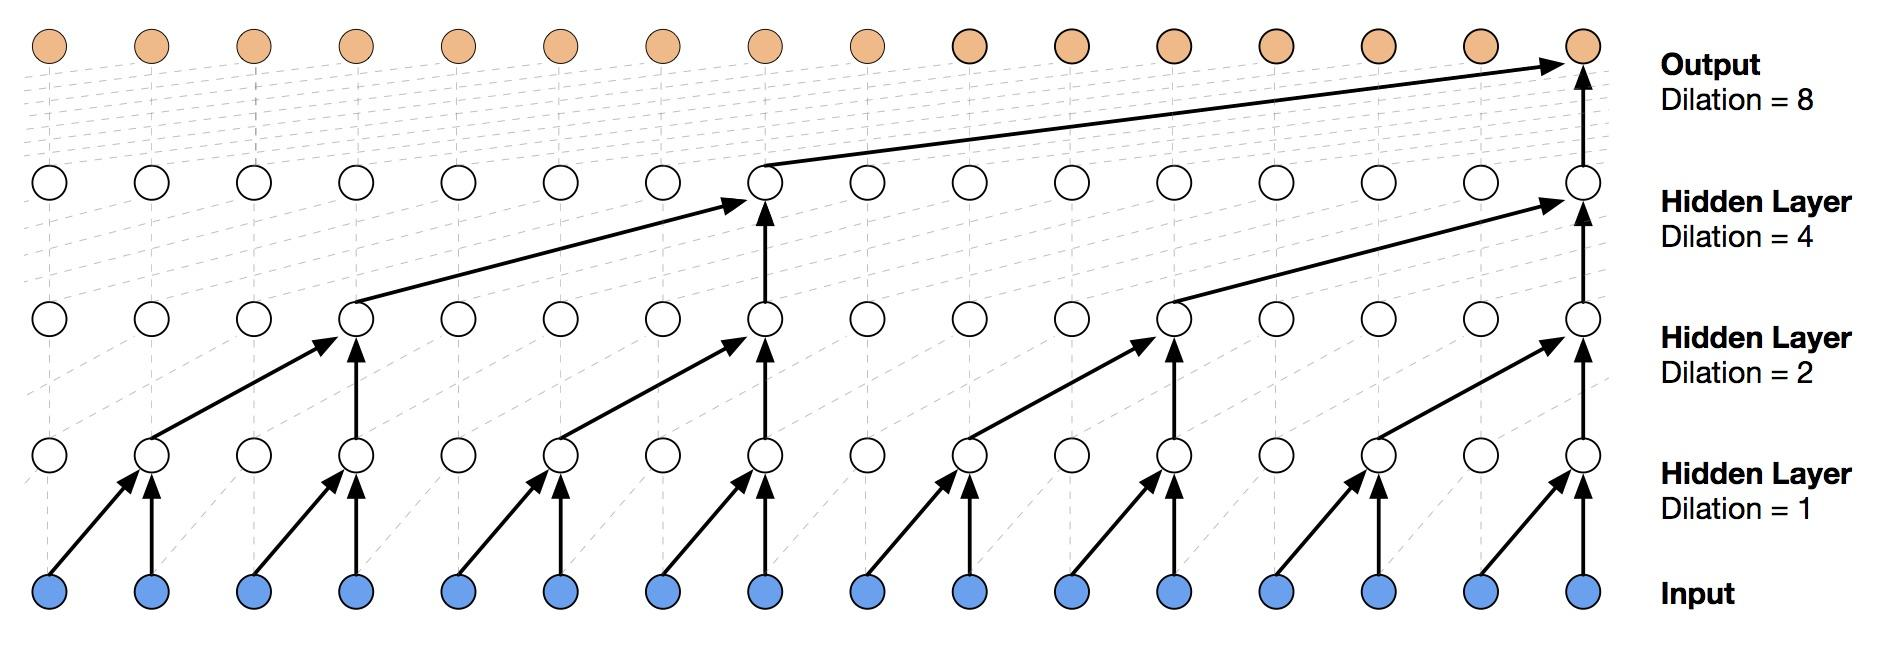 Output
Dilation = 8
Hidden Layer
Dilation = 4
Hidden Layer
Dilation = 2
Hidden Layer
Dilation = 1
Input